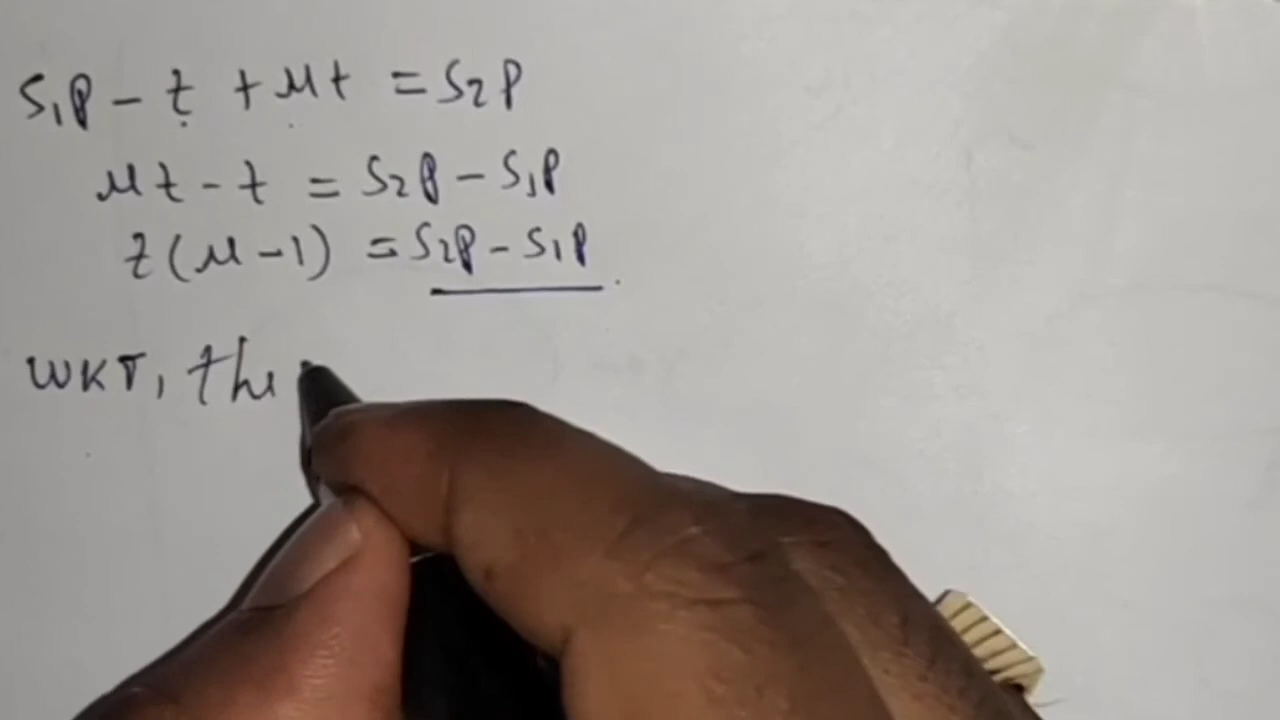 S₁P - t + μt = S₂P
μt - t = S₂P - S₁P
t(μ-1) = S₂P - S₁P
WKT, the